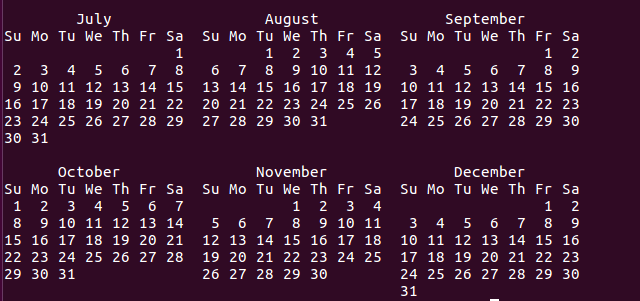 July                 August               September
Su Mo Tu We Th Fr Sa  Su Mo Tu We Th Fr Sa  Su Mo Tu We Th Fr Sa
                   1         1  2  3  4  5                  1  2
 2  3  4  5  6  7  8   6  7  8  9 10 11 12   3  4  5  6  7  8  9
 9 10 11 12 13 14 15  13 14 15 16 17 18 19  10 11 12 13 14 15 16
16 17 18 19 20 21 22  20 21 22 23 24 25 26  17 18 19 20 21 22 23
23 24 25 26 27 28 29  27 28 29 30 31        24 25 26 27 28 29 30
30 31
      October              November              December
Su Mo Tu We Th Fr Sa  Su Mo Tu We Th Fr Sa  Su Mo Tu We Th Fr Sa
 1  2  3  4  5  6  7            1  2  3  4                  1  2
 8  9 10 11 12 13 14   5  6  7  8  9 10 11   3  4  5  6  7  8  9
15 16 17 18 19 20 21  12 13 14 15 16 17 18  10 11 12 13 14 15 16
22 23 24 25 26 27 28  19 20 21 22 23 24 25  17 18 19 20 21 22 23
29 30 31              26 27 28 29 30        24 25 26 27 28 29 30
                                            31